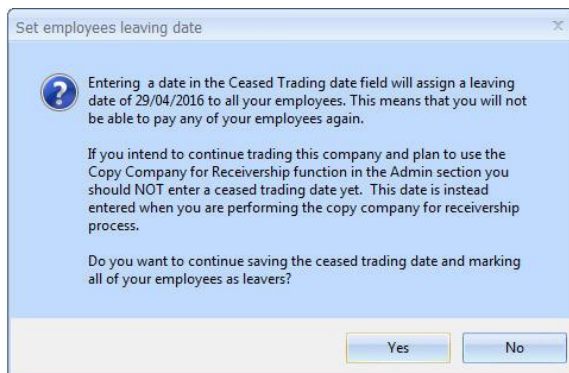 Set employees leaving date
Entering a date in the Ceased Trading date field will assign a leaving
date of 29/04/2016 to all your employees. This means that you will not
be able to pay any of your employees again.
If you intend to continue trading this company and plan to use the
Copy Company for Receivership function in the Admin section you
should NOT enter a ceased trading date yet. This date is instead
entered when you are performing the copy company for receivership
process.
Do you want to continue saving the ceased trading date and marking
all of your employees as leavers?
Yes No